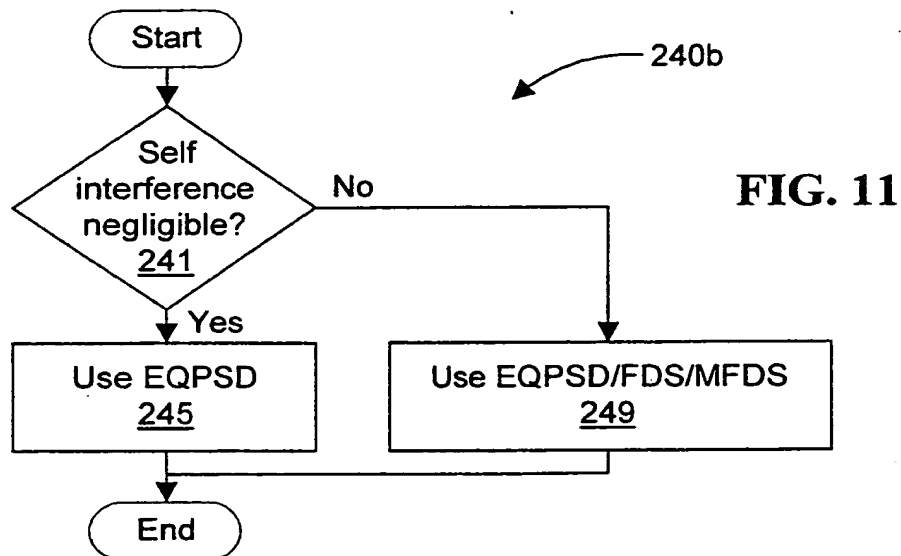 Start
240b
Self
interference
negligible?
241
No
FIG. 11
Yes
Use EQPSD
245
Use EQPSD/FDS/MFDS
249
End